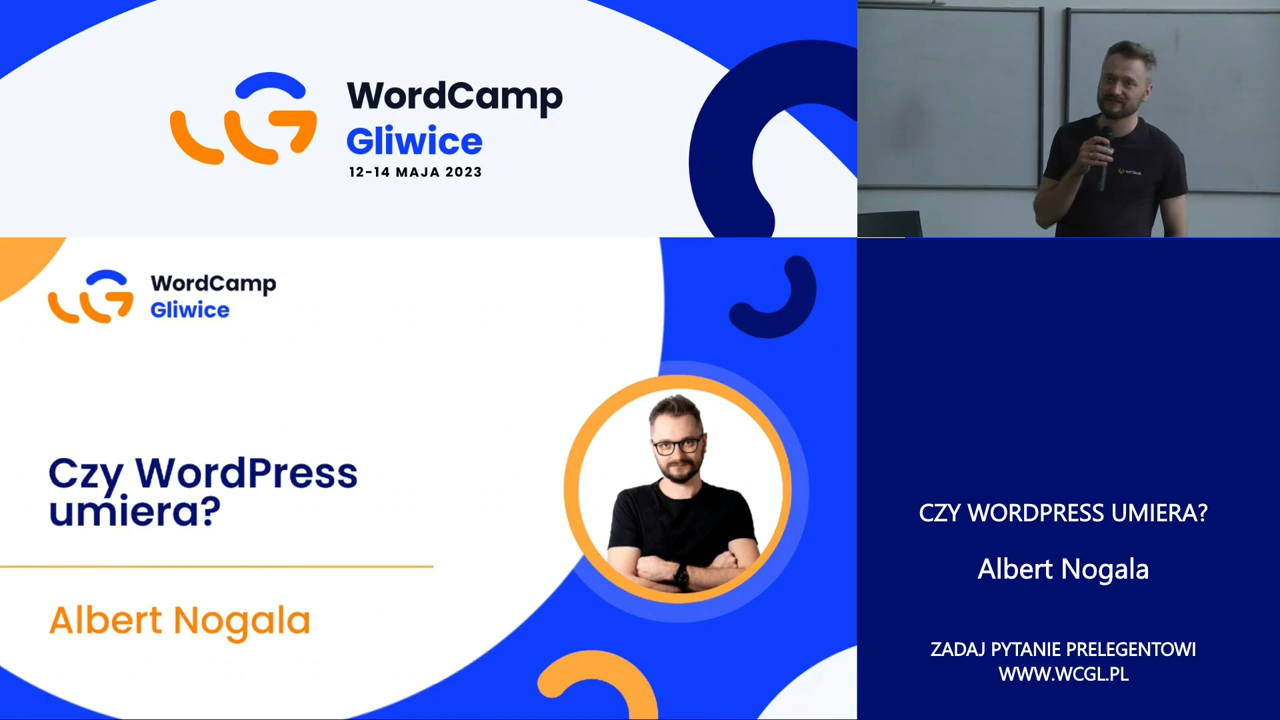 WordCamp
Gliwice
12-14 MAJA 2023
WordCamp
Gliwice
Czy WordPress
umiera?
Albert Nogala
CZY WORDPRESS UMIERA?
Albert Nogala
ZADAJ PYTANIE PRELEGENTOWI
WWW.WCGL.PL